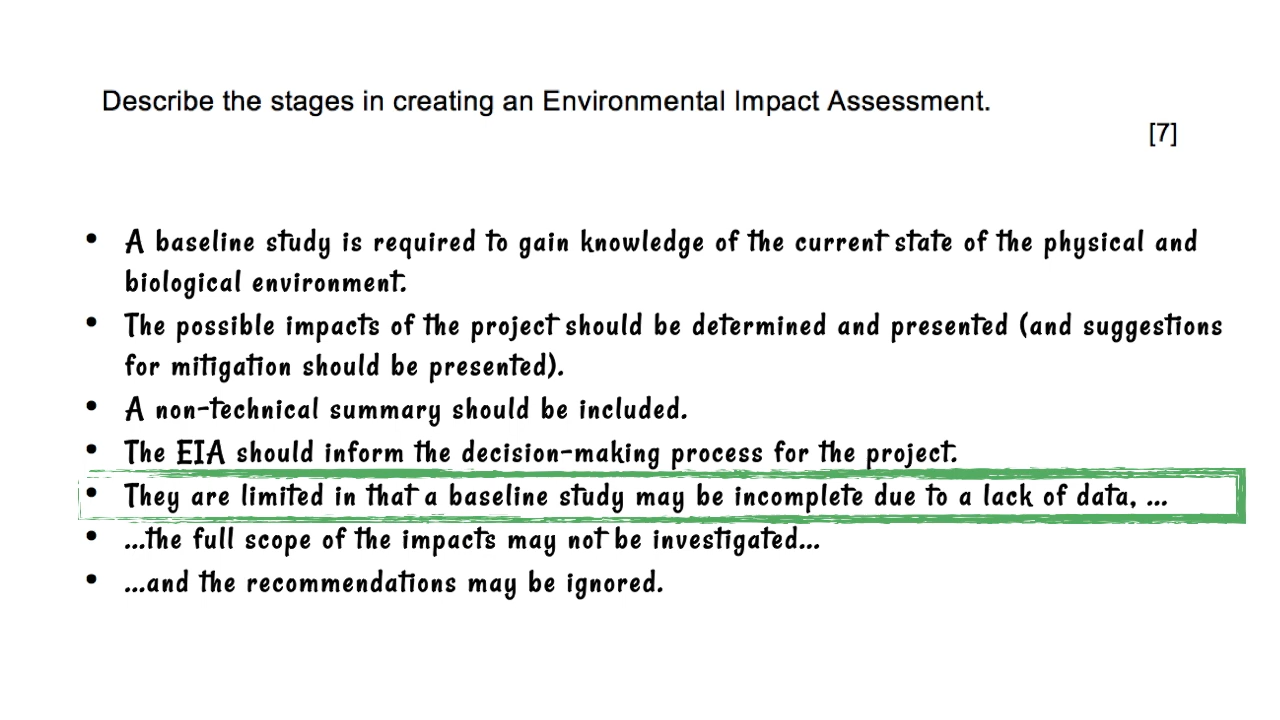 Describe the stages in creating an Environmental Impact Assessment.
[7]
• A baseline study is required to gain knowledge of the current state of the physical and
biological environment.
• The possible impacts of the project should be determined and presented (and suggestions
for mitigation should be presented).
• A non-technical summary should be included.
• The EIA should inform the decision-making process for the project.
• They are limited in that a baseline study may be incomplete due to a lack of data, ...
• ...the full scope of the impacts may not be investigated...
• ...and the recommendations may be ignored.